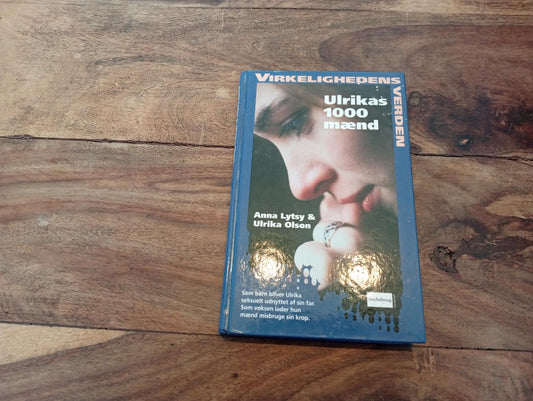 VIRKELIGHEDENS
VERDEN
Ulrikas
1000
mænd
Anna Lytsy &
Ulrika Olson
Som barn bliver Ulrika
seksuelt udnyttet af sin far.
Som voksen lader hun
mænd misbruge sin krop.